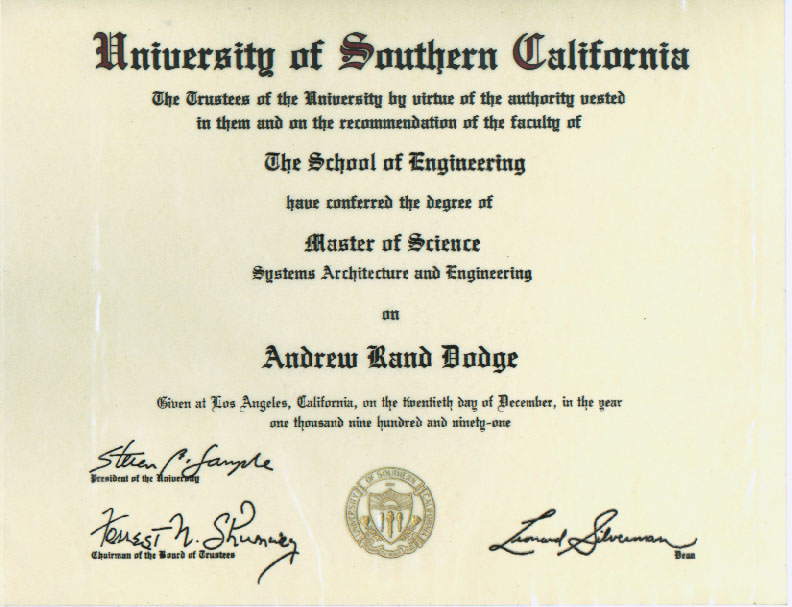 University of Southern California
The Trustees of the University by virtue of the authority vested
in them and on the recommendation of the faculty of
The School of Engineering
have conferred the degree of
Master of Science
Systems Architecture and Engineering
on
Andrew Rand Dodge
Given at Los Angeles, California, on the twentieth day of December, in the year
one thousand nine hundred and ninety-one
Steven B. Sample
President of the University
Forrest N. Shumway
Chairman of the Board of Trustees
UNIVERSITY OF SOUTHERN CALIFORNIA
Leonard Silverman
Dean